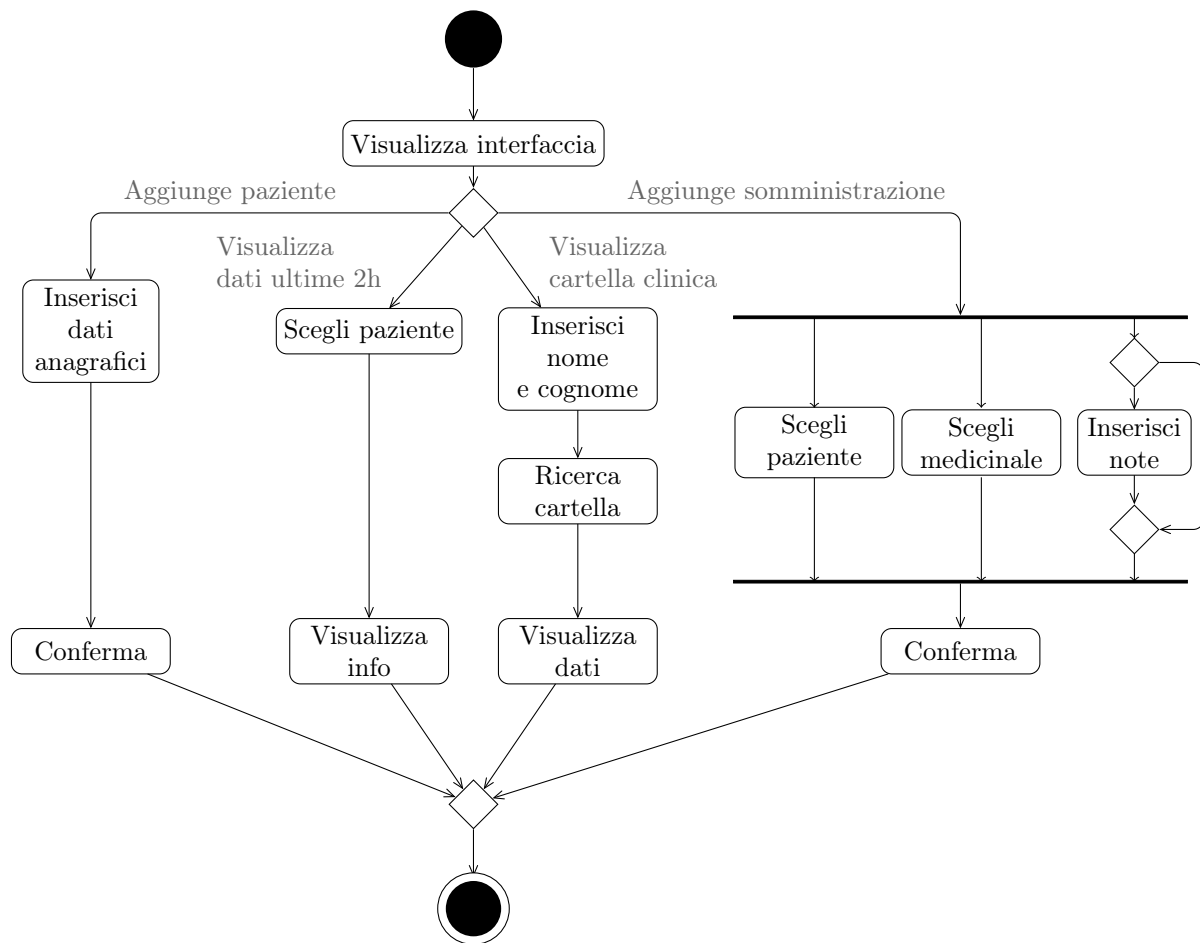 Visualizza interfaccia
Aggiunge paziente
Aggiunge somministrazione
Visualizza
dati ultime 2h
Visualizza
cartella clinica
Inserisci
dati
anagrafici
Scegli paziente
Inserisci
nome
e cognome
Scegli
paziente
Scegli
medicinale
Inserisci
note
Ricerca
cartella
Conferma
Visualizza
info
Visualizza
dati
Conferma